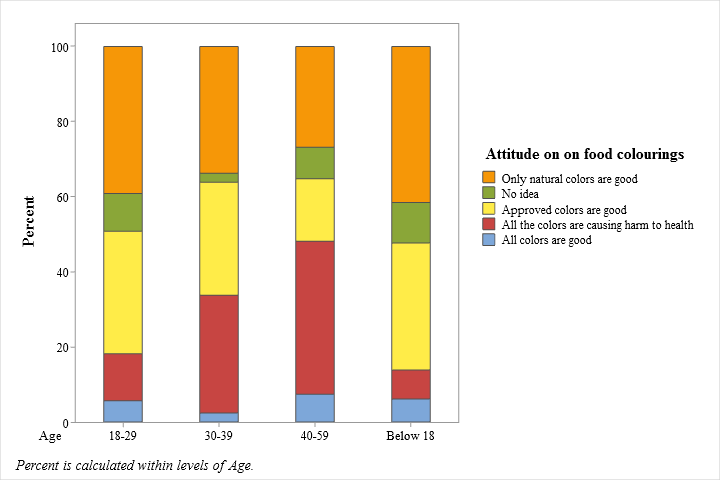 Percent
100
80
60
40
20
0
Age
18-29
30-39
40-59
Below 18
Attitude on on food colourings
Only natural colors are good
No idea
Approved colors are good
All the colors are causing harm to health
All colors are good
Percent is calculated within levels of Age.